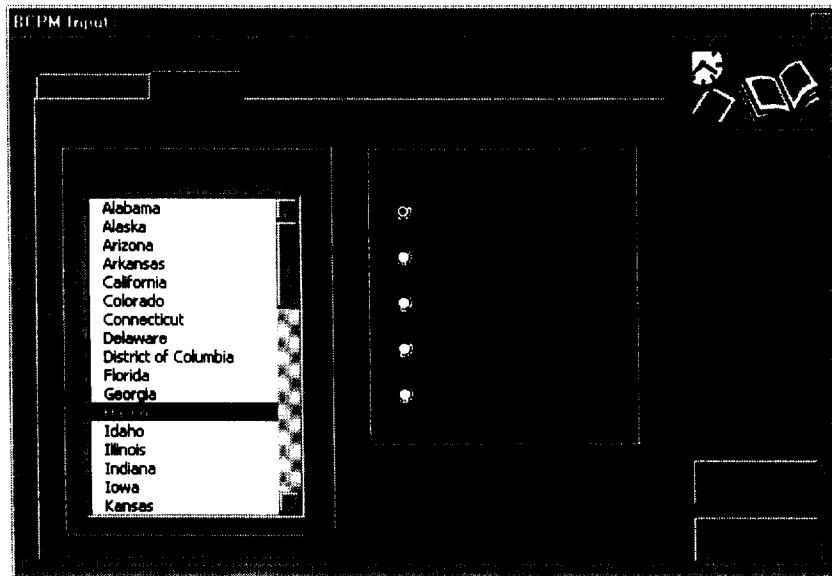 BCPM Input
Alabama
Alaska
Arizona
Arkansas
California
Colorado
Connecticut
Delaware
District of Columbia
Florida
Georgia
Idaho
Illinois
Indiana
Iowa
Kansas